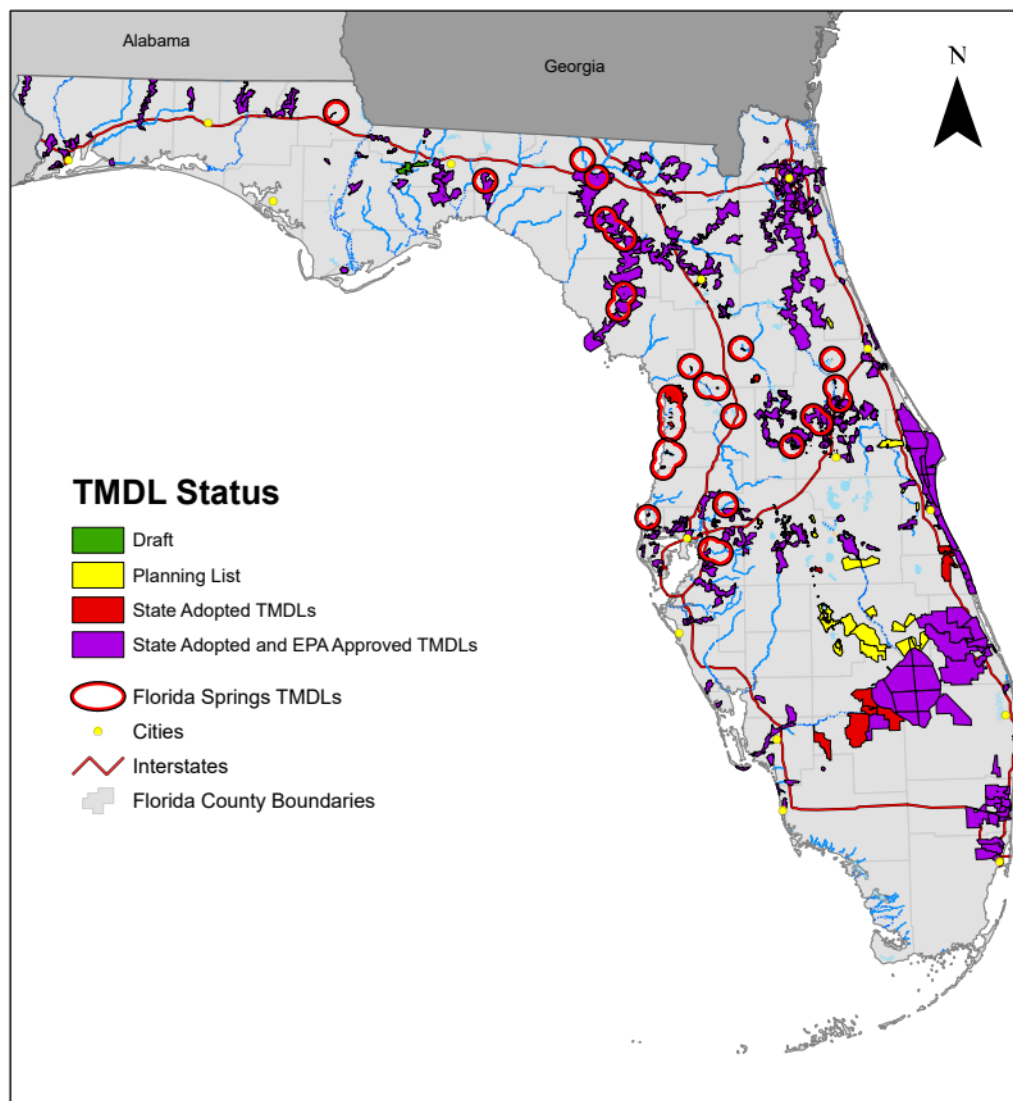 Alabama
Georgia
N
TMDL Status
Draft
Planning List
State Adopted TMDLs
State Adopted and EPA Approved TMDLs
Florida Springs TMDLs
Cities
Interstates
Florida County Boundaries